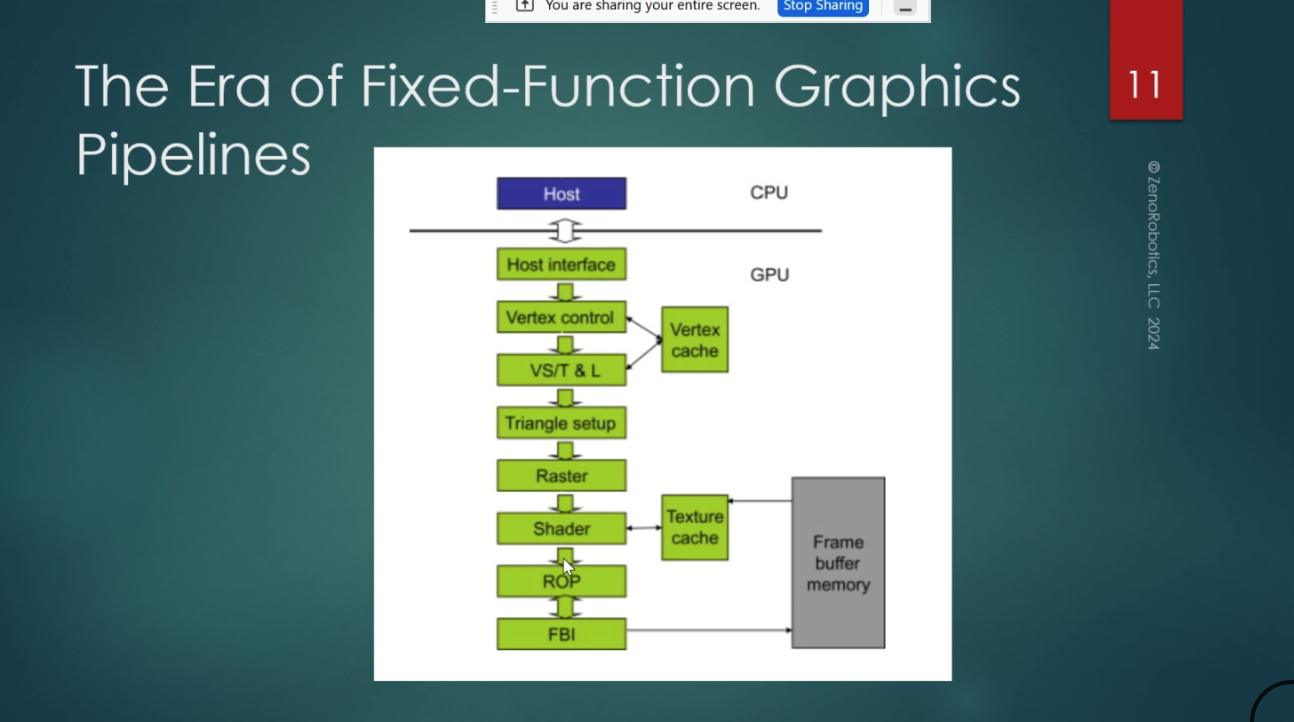 You are sharing your entire screen.
Stop Sharing
The Era of Fixed-Function Graphics
Pipelines
11
© ZenoRobotics, LLC 2024
Host
CPU
Host interface
GPU
Vertex control
Vertex
cache
VS/T & L
Triangle setup
Raster
Shader
Texture
cache
Frame
buffer
memory
ROP
FBI